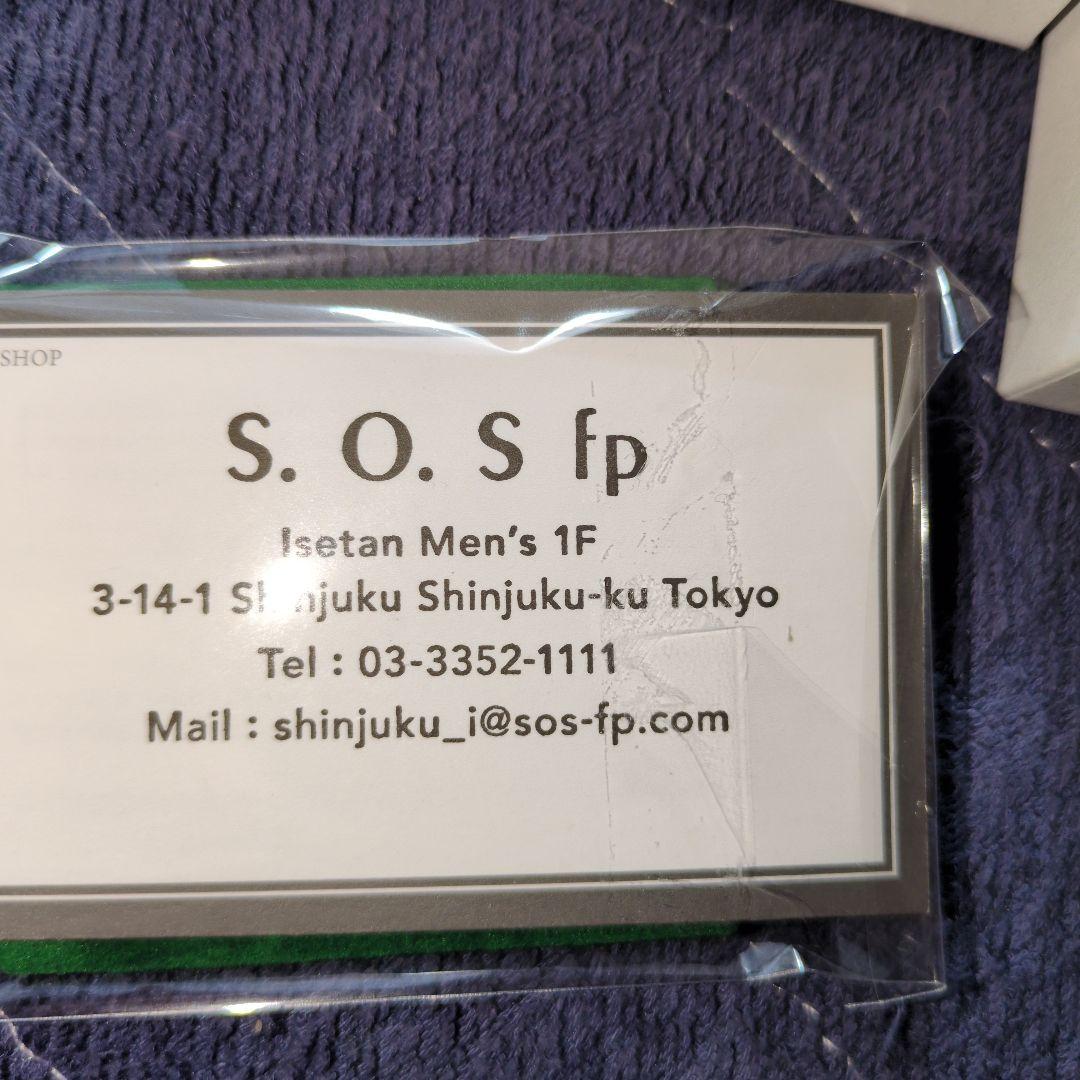 SHOP
S. O. S fp
Isetan Men's 1F
3-14-1 Shinjuku Shinjuku-ku Tokyo
Tel : 03-3352-1111
Mail : shinjuku_i@sos-fp.com